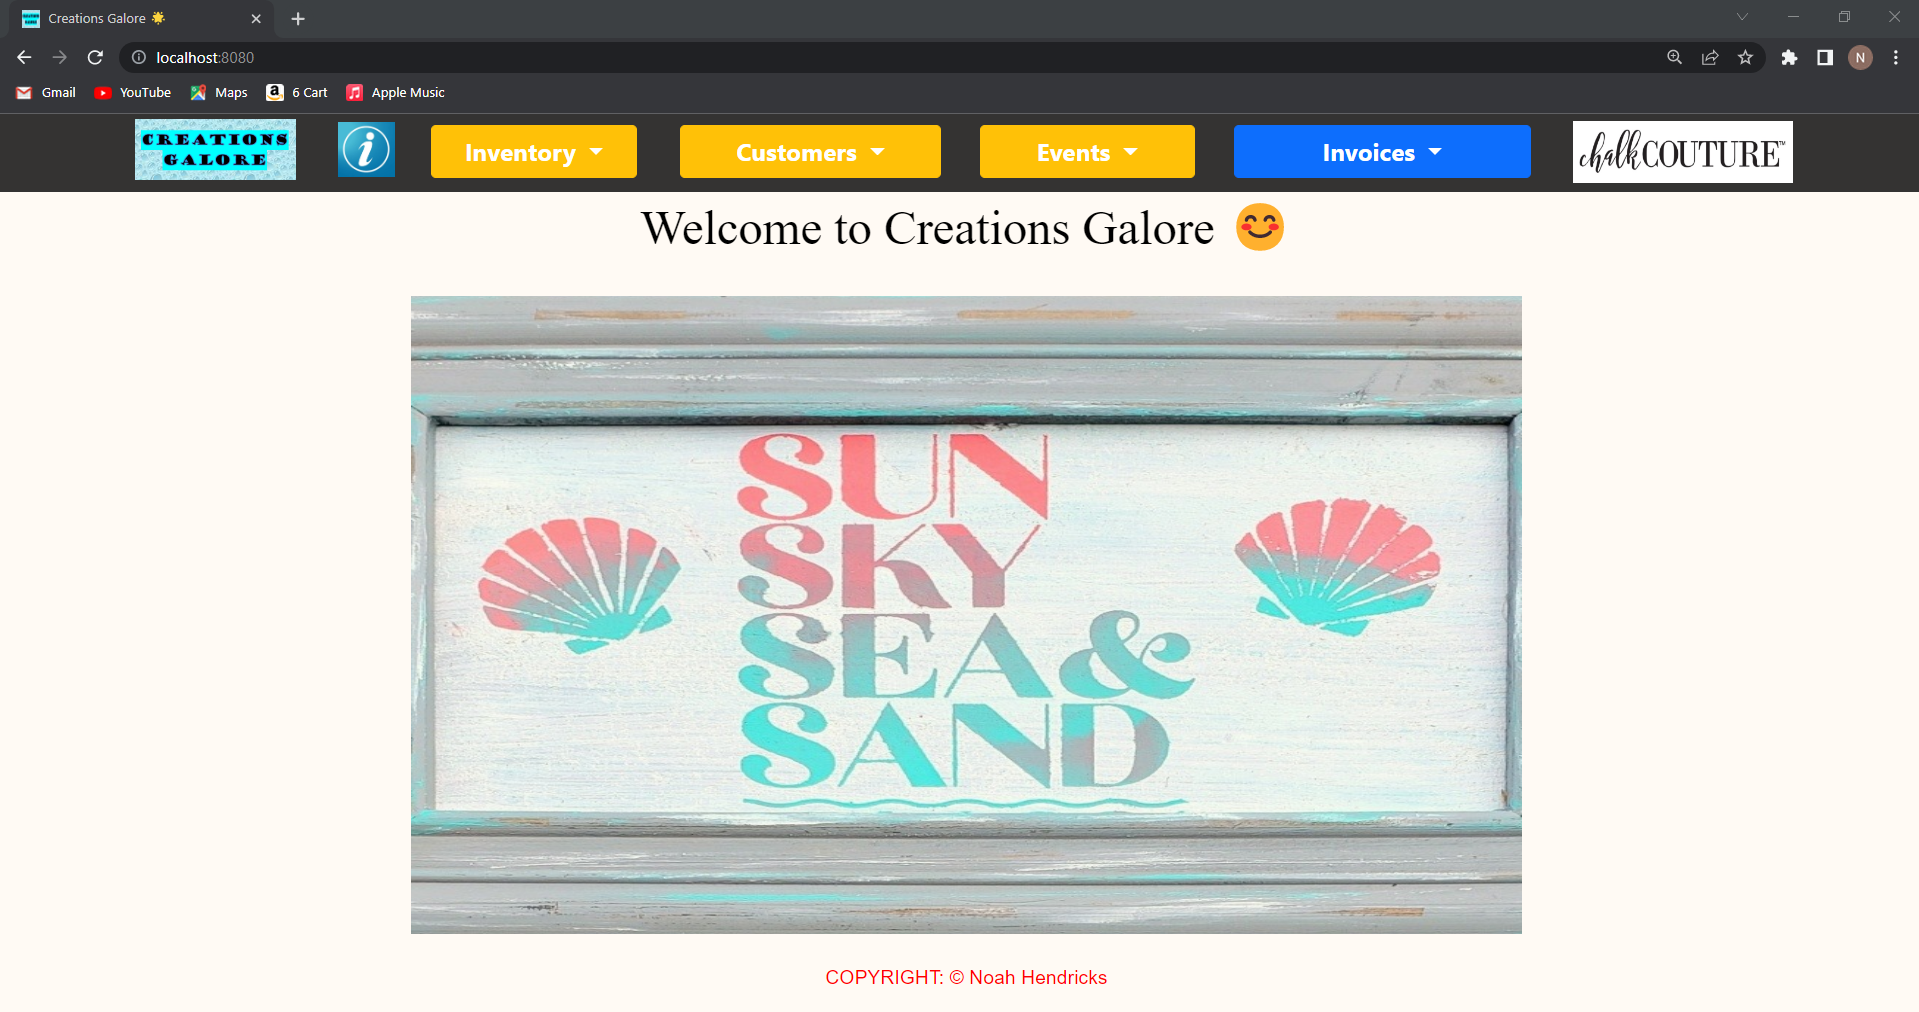 Creations Galore 🌟
localhost:8080
N
Gmail
YouTube
Maps
6 Cart
Apple Music
CREATIONS
GALORE
i
Inventory
Customers
Events
Invoices
chalkCOUTURE™
Welcome to Creations Galore 😊
SUN
SKY
SEA&
SAND
COPYRIGHT: © Noah Hendricks